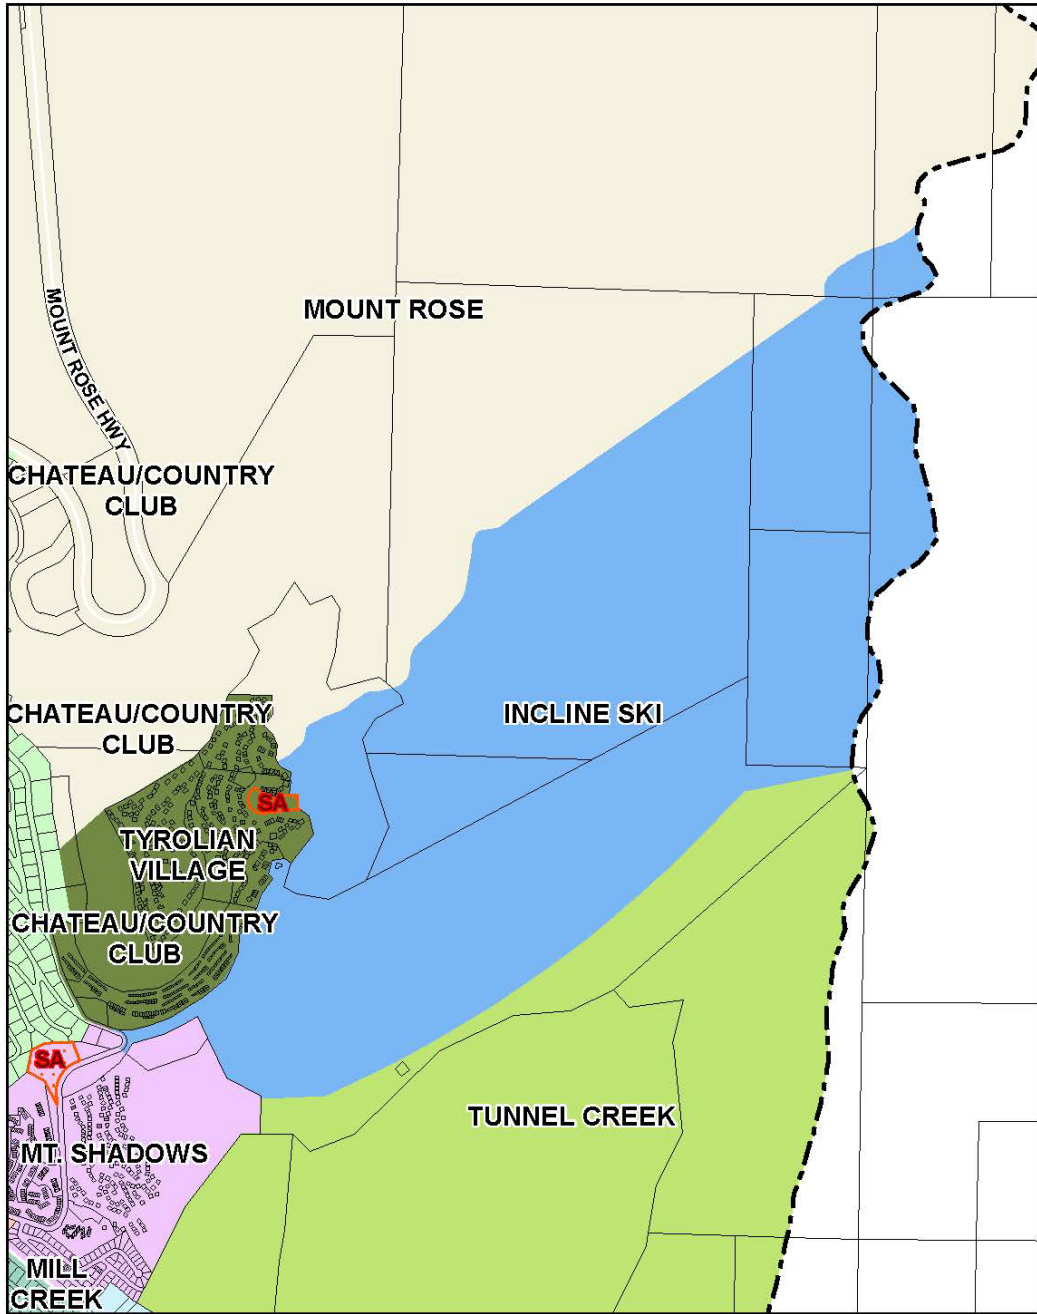 MOUNT ROSE
MOUNT ROSE HWY
CHATEAU/COUNTRY
CLUB
CHATEAU/COUNTRY
CLUB
INCLINE SKI
SA
TYROLIAN
VILLAGE
CHATEAU/COUNTRY
CLUB
SA
TUNNEL CREEK
MT. SHADOWS
MILL
CREEK